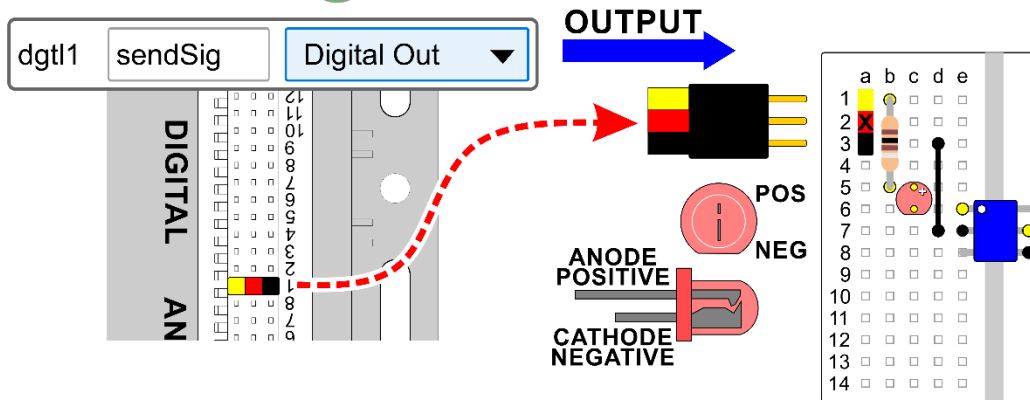 dgtl1 sendSig Digital Out
OUTPUT
12
11
10
9
8
7
6
5
4
3
2
1
8
7
6
DIGITAL
AN
POS
NEG
ANODE
POSITIVE
CATHODE
NEGATIVE
a b c d e
1
2 X
3
4
5 +
6
7
8
9
10
11
12
13
14